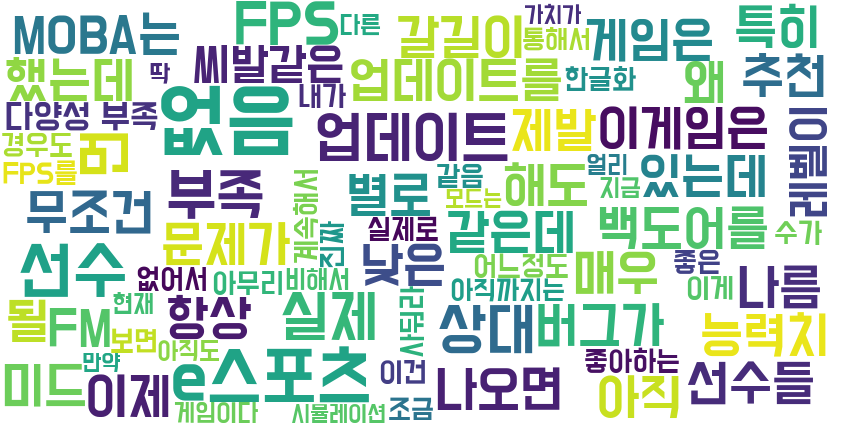 MOBA는
FPS
다른
갈길이
가치가
통해서
게임은
특히
했는데
딱
씨발같은
업데이트를
한글화
왜
추천
다양성 부족
내가
없음
업데이트
제발
이게임은
경우도
FPS를
부족
별로
같음
해도
얼리
지금
있는데
레벨이
무조건
문제가
계속해서
진짜
실제로
모드는
같은데
백도어를
수가
선수
없어서
아무리
비해서
낮은
어느정도
매우
좋은
이게
나름
될
FM
현재
보면
항상
실제
사둬라
아직까지는
상대
버그가
능력치
미드
만약
아직도
이제
e스포츠
이건
나오면
좋아하는
아직
선수들
게임이다
시뮬레이션
조금